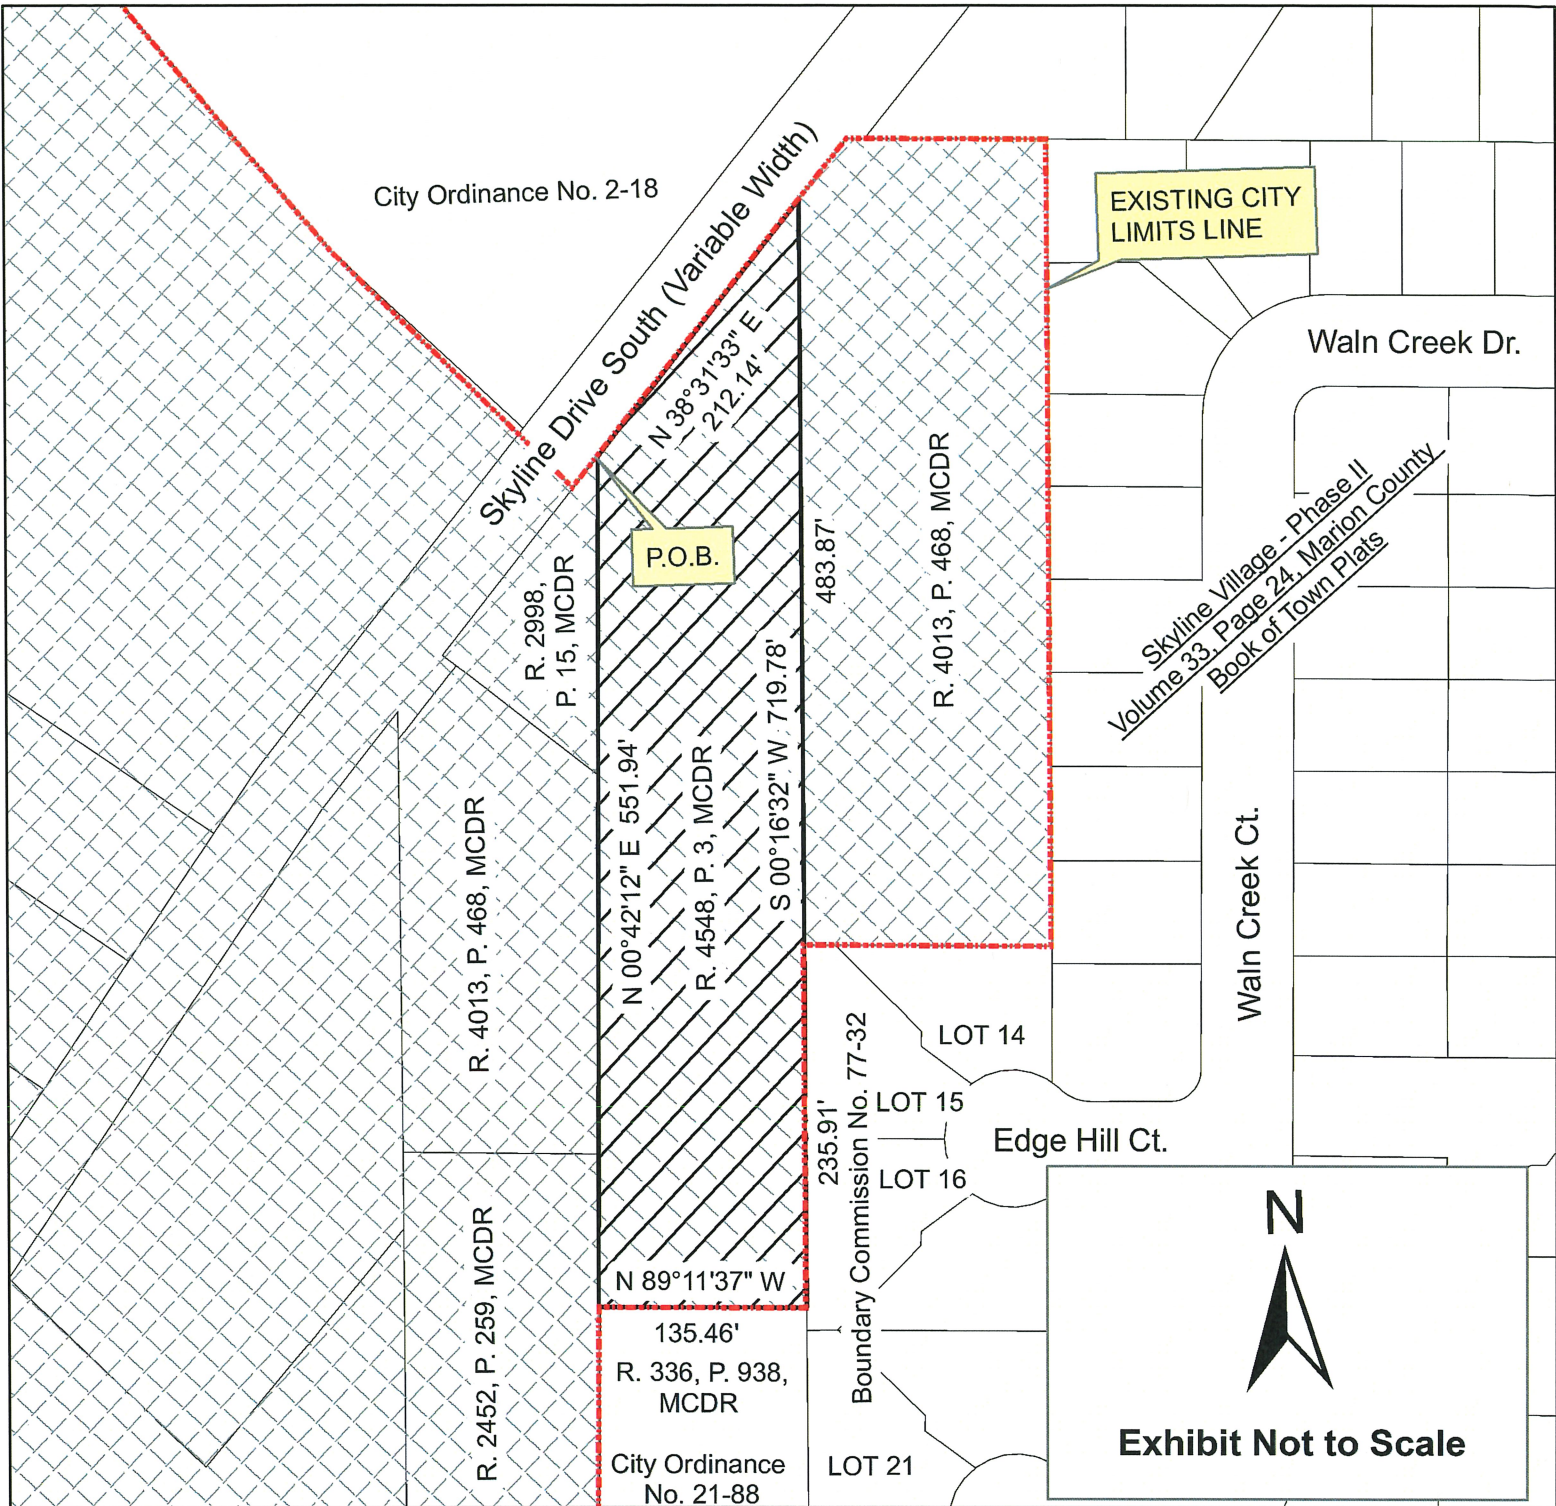 City Ordinance No. 2-18
Skyline Drive South (Variable Width)
EXISTING CITY
LIMITS LINE
Waln Creek Dr.
N 38°31'33" E
212.14'
P.O.B.
R. 2998,
P. 15, MCDR
483.87'
R. 4013, P. 468, MCDR
Skyline Village - Phase II
Volume 33, Page 24, Marion County
Book of Town Plats
R. 4013, P. 468, MCDR
N 00°42'12" E 551.94'
R. 4548, P. 3, MCDR
S 00°16'32" W 719.78'
Waln Creek Ct.
LOT 14
LOT 15
Edge Hill Ct.
LOT 16
235.91'
Boundary Commission No. 77-32
R. 2452, P. 259, MCDR
N 89°11'37" W
135.46'
R. 336, P. 938,
MCDR
City Ordinance
No. 21-88
LOT 21
N
Exhibit Not to Scale